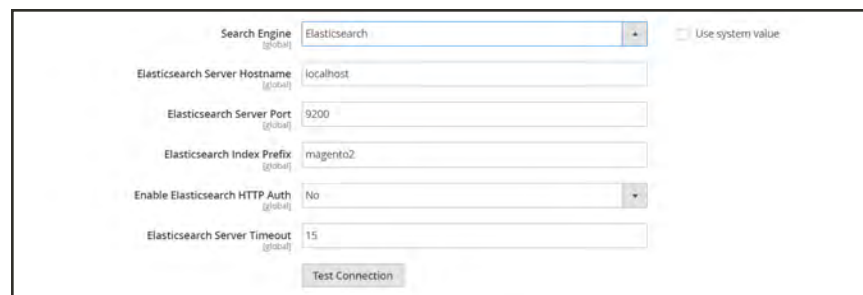 Search Engine Elasticsearch Use system value
[global]
Elasticsearch Server Hostname localhost
[global]
Elasticsearch Server Port 9200
[global]
Elasticsearch Index Prefix magento2
[global]
Enable Elasticsearch HTTP Auth No
[global]
Elasticsearch Server Timeout 15
[global]
Test Connection